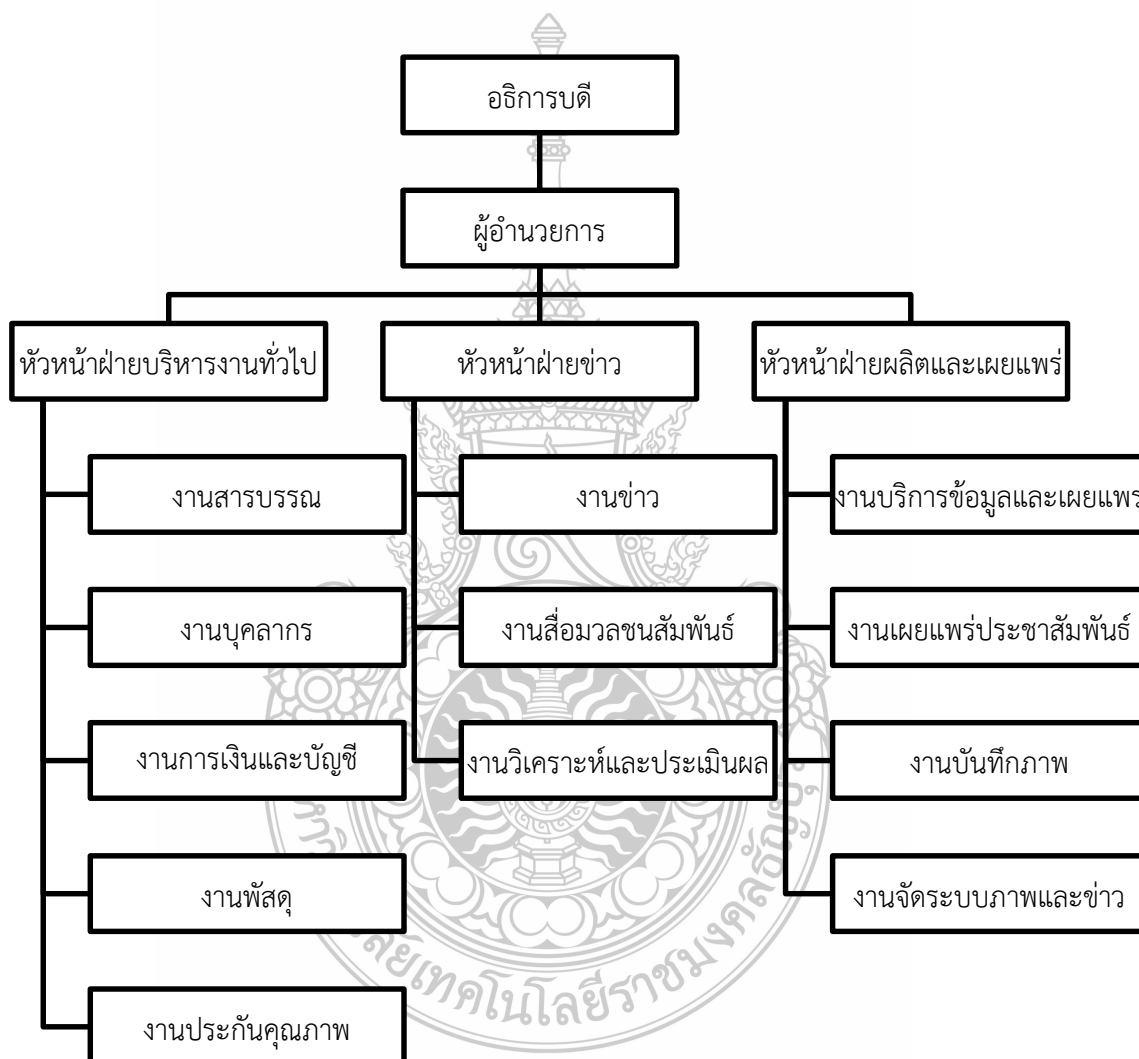 อธิการบดี
ผู้อำนวยการ
หัวหน้าฝ่ายบริหารงานทั่วไป
หัวหน้าฝ่ายข่าว
หัวหน้าฝ่ายผลิตและเผยแพร่
งานสารบรรณ
งานข่าว
งานบริการข้อมูลและเผยแพร่
งานบุคลากร
งานสื่อมวลชนสัมพันธ์
งานเผยแพร่ประชาสัมพันธ์
งานการเงินและบัญชี
งานวิเคราะห์และประเมินผล
งานบันทึกภาพ
งานพัสดุ
งานจัดระบบภาพและข่าว
งานประกันคุณภาพ